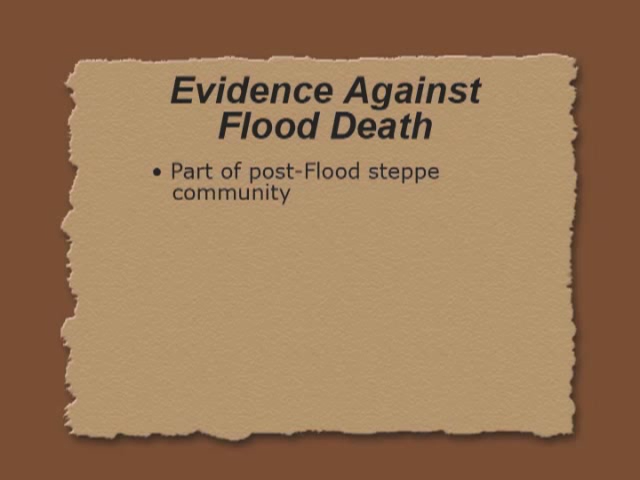 Evidence Against
Flood Death
• Part of post-Flood steppe
community